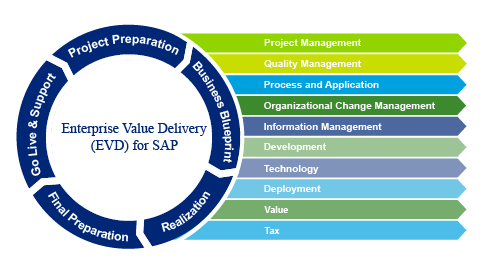 Project Preparation
Business Blueprint
Realization
Final Preparation
Go Live & Support
Enterprise Value Delivery
(EVD) for SAP
Project Management
Quality Management
Process and Application
Organizational Change Management
Information Management
Development
Technology
Deployment
Value
Tax